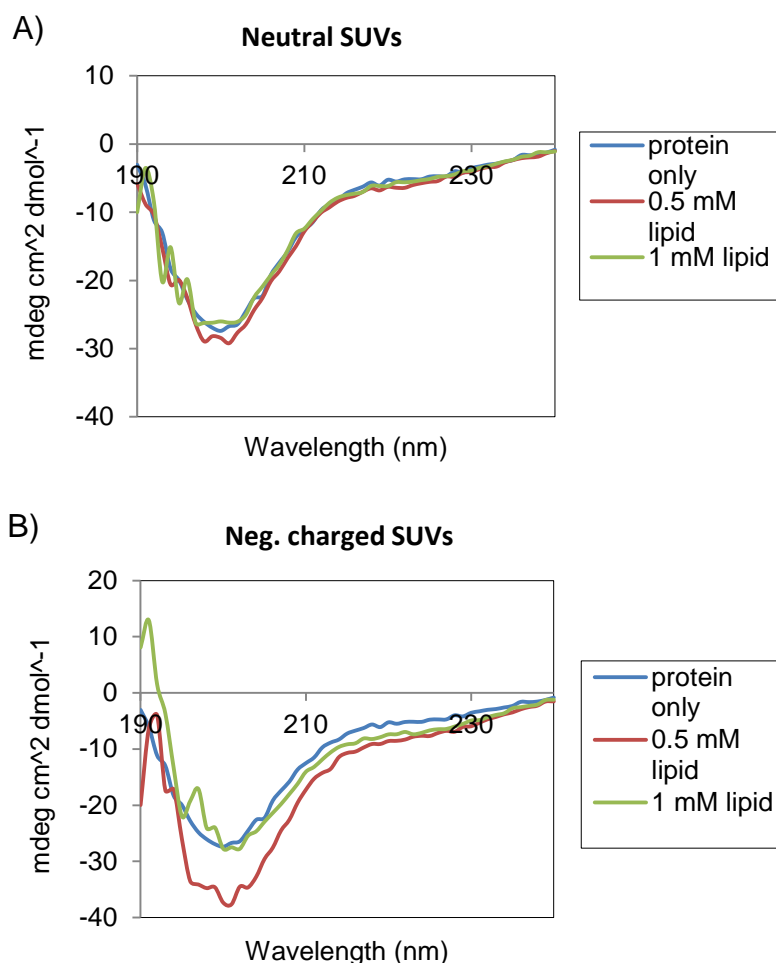 A)
Neutral SUVs
10
0
-10
-20
-30
-40
190
210
230
mdeg cm^2 dmol^-1
Wavelength (nm)
protein
only
0.5 mM
lipid
1 mM lipid
B)
Neg. charged SUVs
20
10
0
-10
-20
-30
-40
190
210
230
mdeg cm^2 dmol^-1
Wavelength (nm)
protein
only
0.5 mM
lipid
1 mM lipid